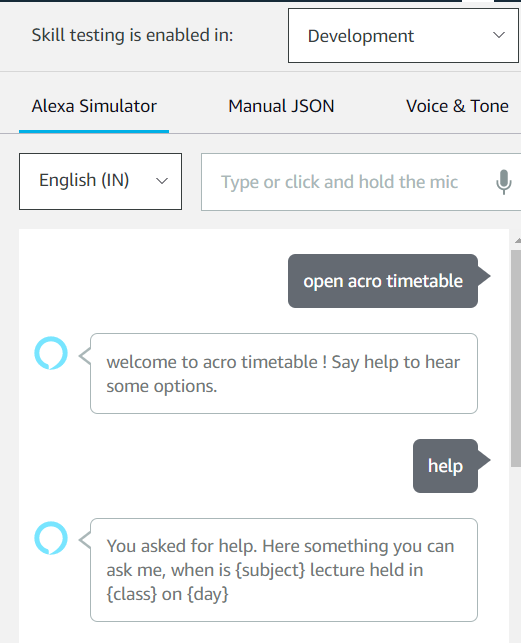 Skill testing is enabled in:
Development
Alexa Simulator
Manual JSON
Voice & Tone
English (IN)
Type or click and hold the mic
open acro timetable
welcome to acro timetable ! Say help to hear
some options.
help
You asked for help. Here something you can
ask me, when is {subject} lecture held in
{class} on {day}